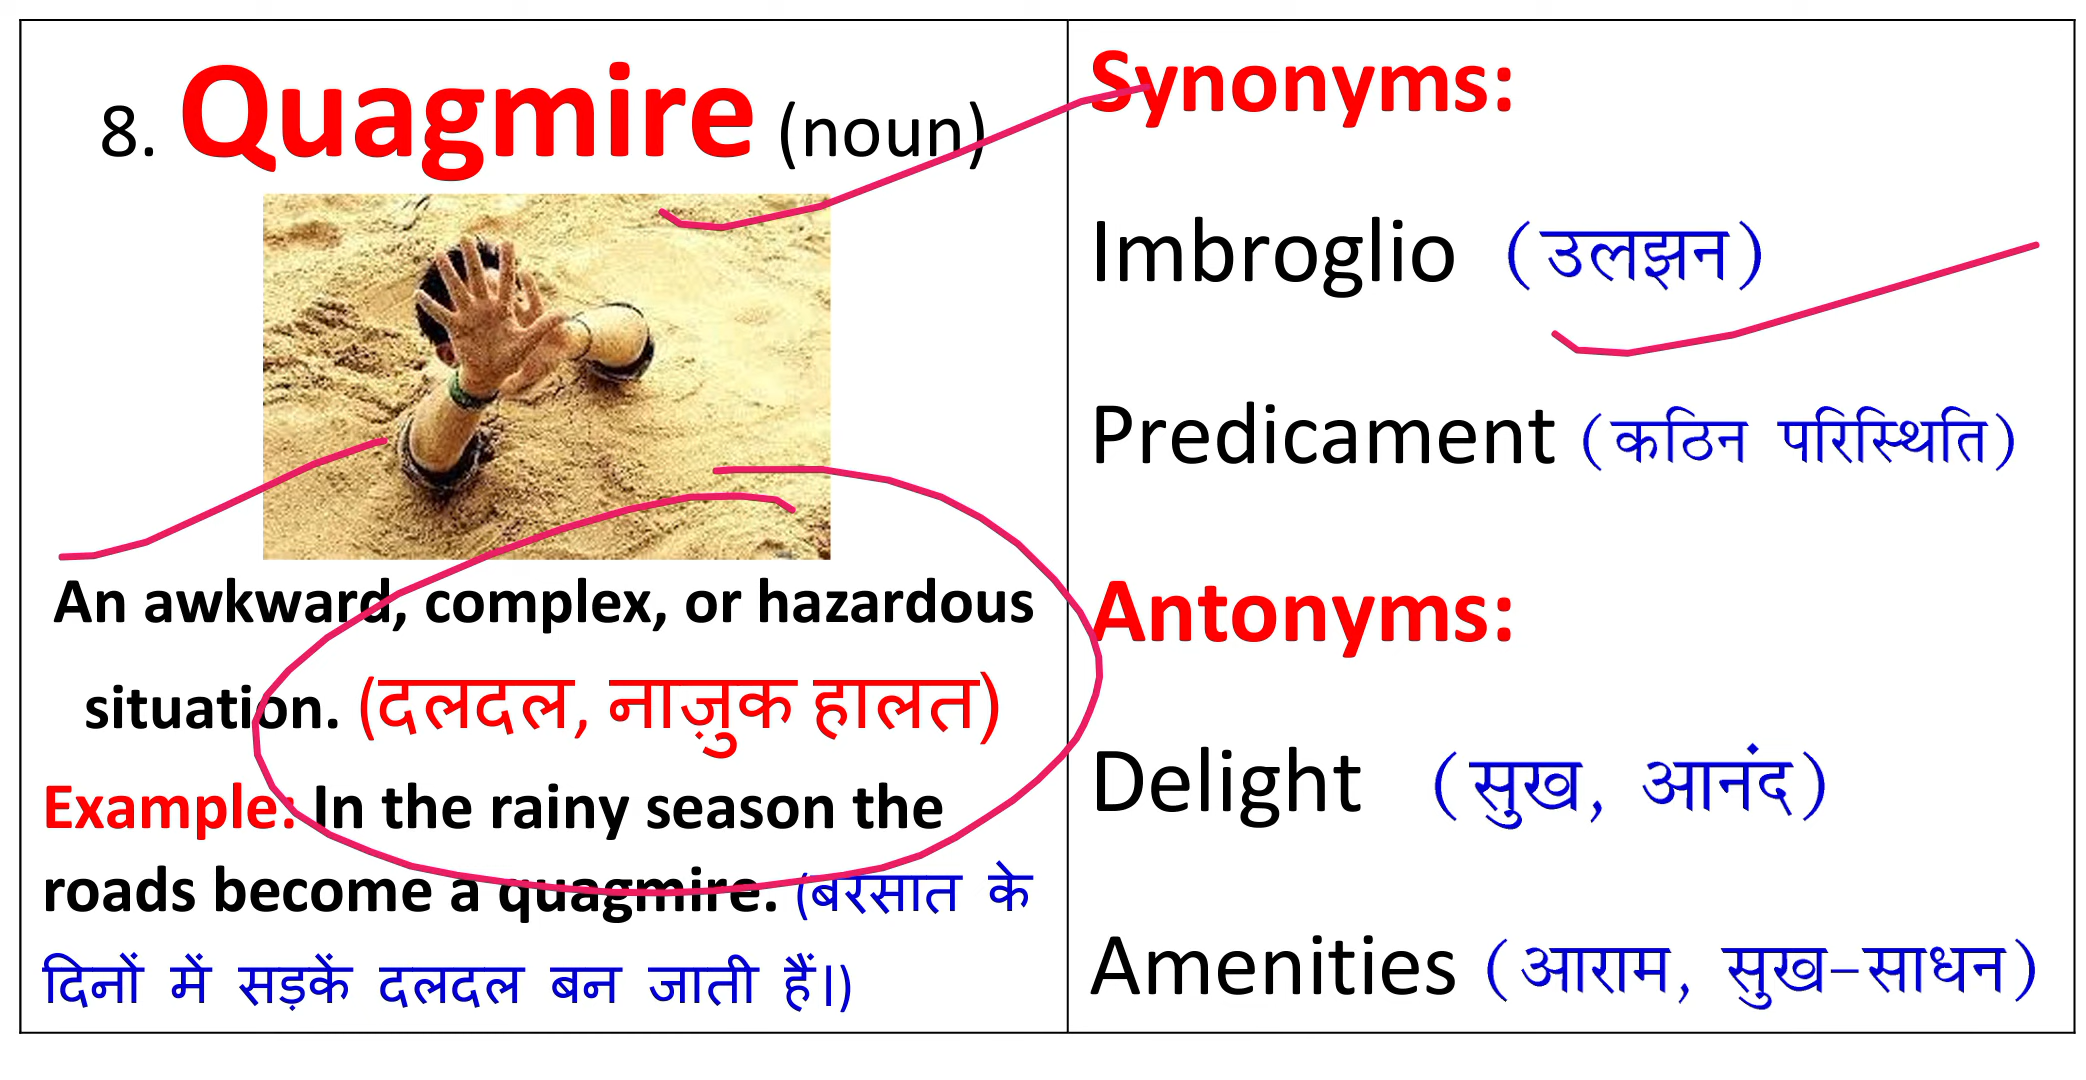 8. Quagmire (noun)
An awkward, complex, or hazardous
situation. (दलदल, नाज़ुक हालत)
Example: In the rainy season the
roads become a quagmire. (बरसात के
दिनों में सड़कें दलदल बन जाती हैं।)
Synonyms:
Imbroglio (उलझन)
Predicament (कठिन परिस्थिति)
Antonyms:
Delight (सुख, आनंद)
Amenities (आराम, सुख-साधन)